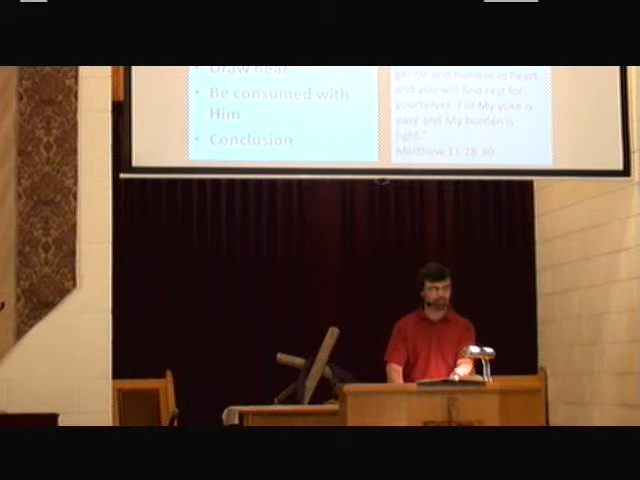 • Draw near
• Be consumed with
Him
• Conclusion
gentle and humble in heart,
and you will find rest for
yourselves. For My yoke is
easy and My burden is
light."
Matthew 11:28-30